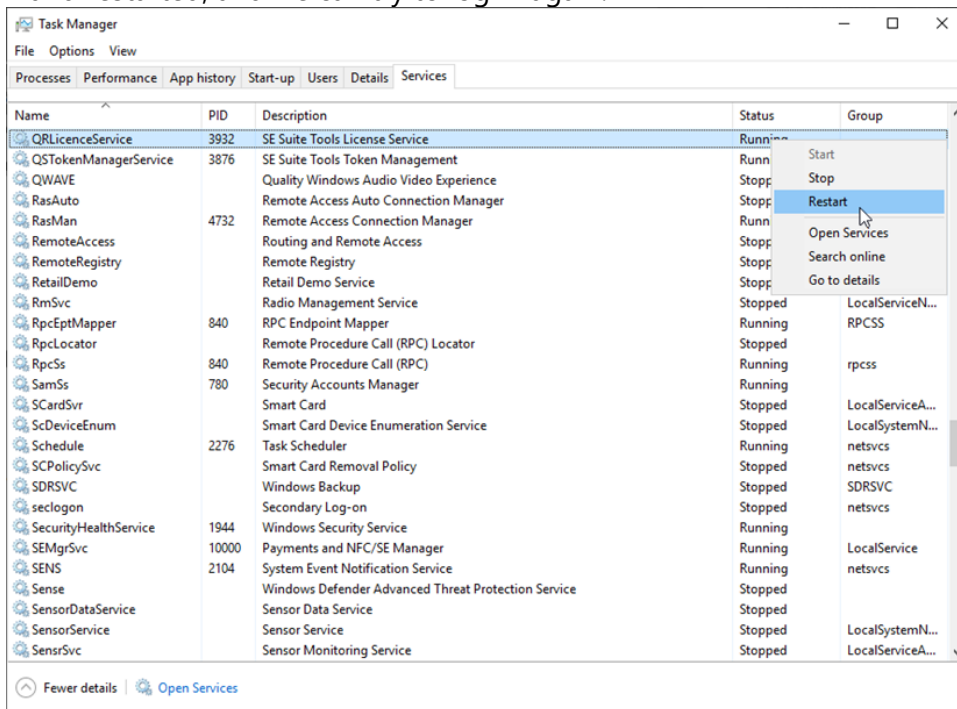 Task Manager
File Options View
Processes Performance App history Start-up Users Details Services
Name PID Description Status Group
QRLicenceService 3932 SE Suite Tools License Service Running
QSTokenManagerService 3876 SE Suite Tools Token Management Runn
Start
QWAVE Quality Windows Audio Video Experience Stopp
Stop
RasAuto Remote Access Auto Connection Manager Stopp
Restart
RasMan 4732 Remote Access Connection Manager Runn
RemoteAccess Routing and Remote Access Stopp
Open Services
RemoteRegistry Remote Registry Stopp
Search online
RetailDemo Retail Demo Service Stopp
Go to details
RmSvc Radio Management Service Stopped LocalServiceN...
RpcEptMapper 840 RPC Endpoint Mapper Running RPCSS
RpcLocator Remote Procedure Call (RPC) Locator Stopped
RpcSs 840 Remote Procedure Call (RPC) Running rpcss
SamSs 780 Security Accounts Manager Running
SCardSvr Smart Card Stopped LocalServiceA...
ScDeviceEnum Smart Card Device Enumeration Service Stopped LocalSystemN...
Schedule 2276 Task Scheduler Running netsvcs
SCPolicySvc Smart Card Removal Policy Stopped netsvcs
SDRSVC Windows Backup Stopped SDRSVC
seclogon Secondary Log-on Stopped netsvcs
SecurityHealthService 1944 Windows Security Service Running
SEMgrSvc 10000 Payments and NFC/SE Manager Running LocalService
SENS 2104 System Event Notification Service Running netsvcs
Sense Windows Defender Advanced Threat Protection Service Stopped
SensorDataService Sensor Data Service Stopped
SensorService Sensor Service Stopped LocalSystemN...
SensrSvc Sensor Monitoring Service Stopped LocalServiceA...
Fewer details Open Services